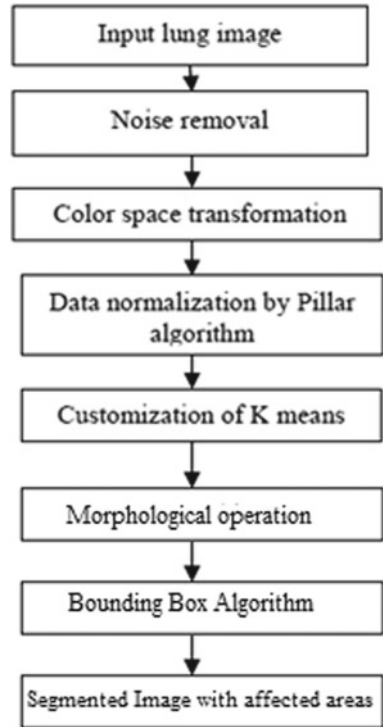 Input lung image
Noise removal
Color space transformation
Data normalization by Pillar
algorithm
Customization of K means
Morphological operation
Bounding Box Algorithm
Segmented Image with affected areas